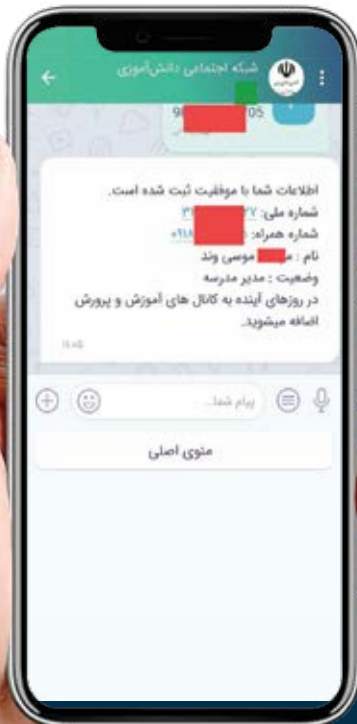 شبکه اجتماعی دانش‌آموزی
اطلاعات شما با موفقیت ثبت شده است.
شماره ملی:
شماره همراه: ۰۹۱۸
نام : م موسی وند
وضعیت : مدیر مدرسه
در روزهای آینده به کانال های آموزش و پرورش
اضافه میشوید.
پیام شما...
منوی اصلی